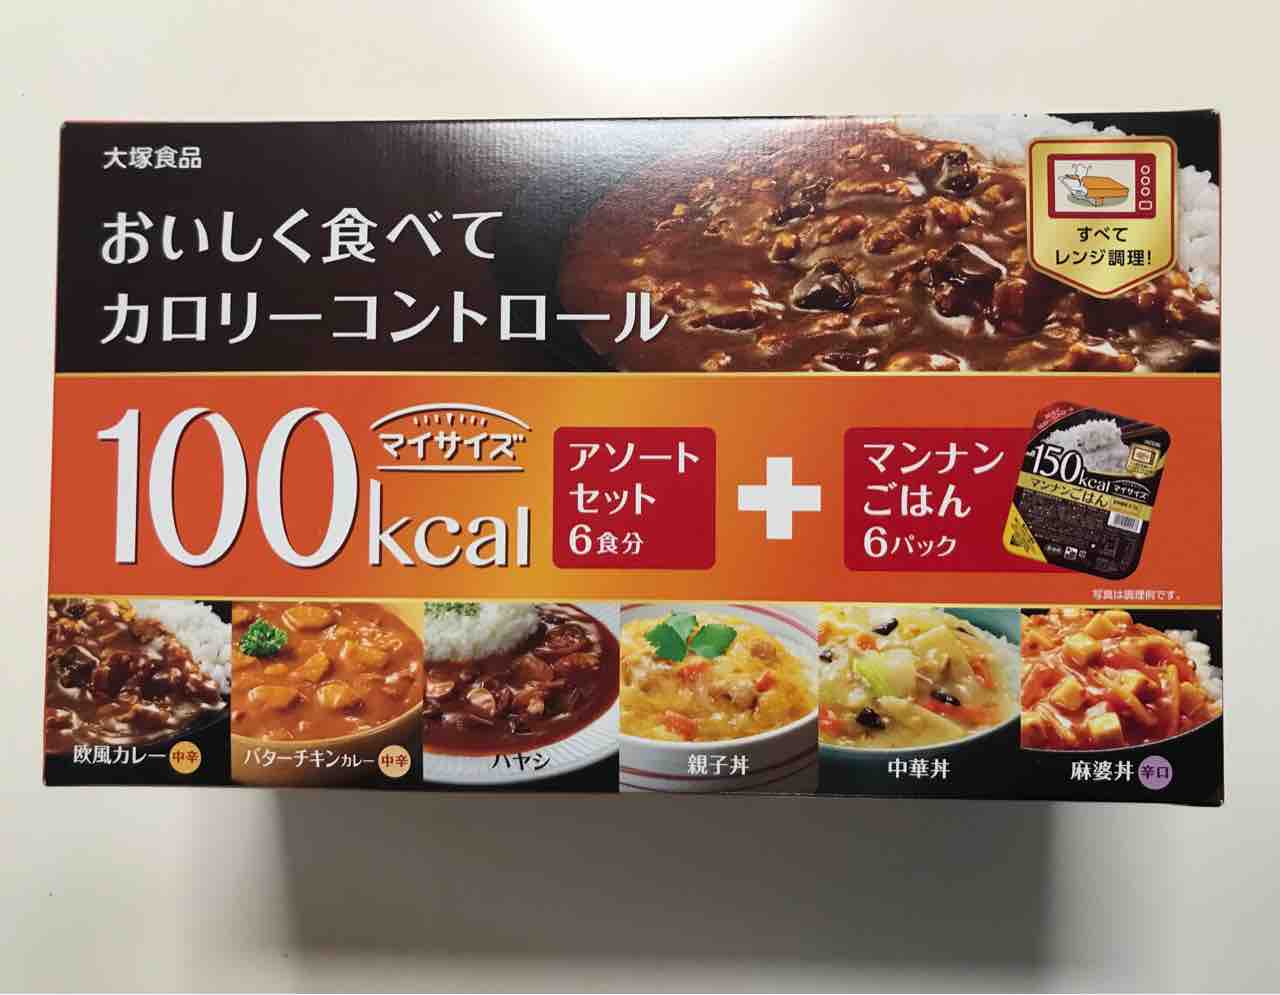 大塚食品
おいしく食べて
カロリーコントロール
すべて
レンジ調理!
100kcal
マイサイズ
アソート
セット
6食分
+
マンナン
ごはん
6パック
150kcal
マイサイズ
マンナンごはん
写真は調理例です。
欧風カレー 中辛
バターチキンカレー 中辛
ハヤシ
親子丼
中華丼
麻婆丼 辛口